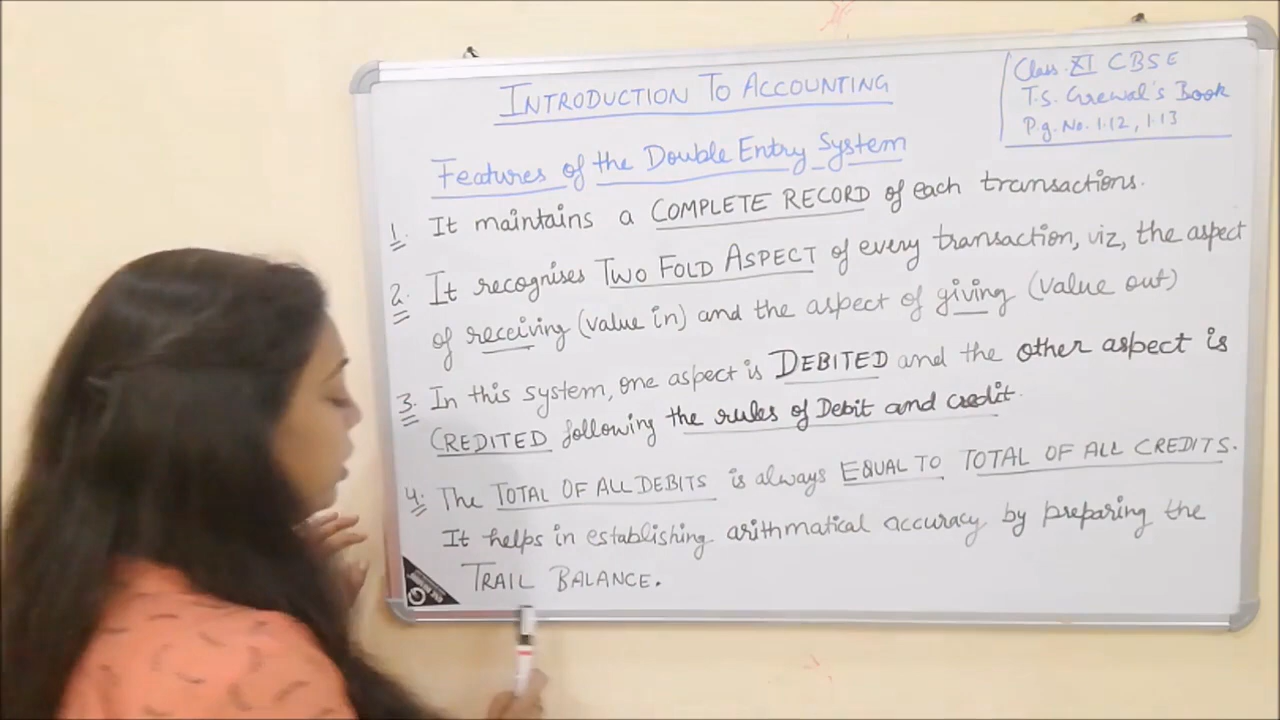 INTRODUCTION TO ACCOUNTING
Class XI CBSE
T.S. Grewal's Book
P.g. No. 1.12, 1.13
Features of the Double Entry System
1. It maintains a COMPLETE RECORD of each transactions.
2. It recognises TWO FOLD ASPECT of every transaction, viz, the aspect
of receiving (value in) and the aspect of giving (value out)
3. In this system, one aspect is DEBITED and the other aspect is
CREDITED following the rules of Debit and credit.
4. The TOTAL OF ALL DEBITS is always EQUAL TO TOTAL OF ALL CREDITS.
It helps in establishing arithmatical accuracy by preparing the
TRAIL BALANCE.